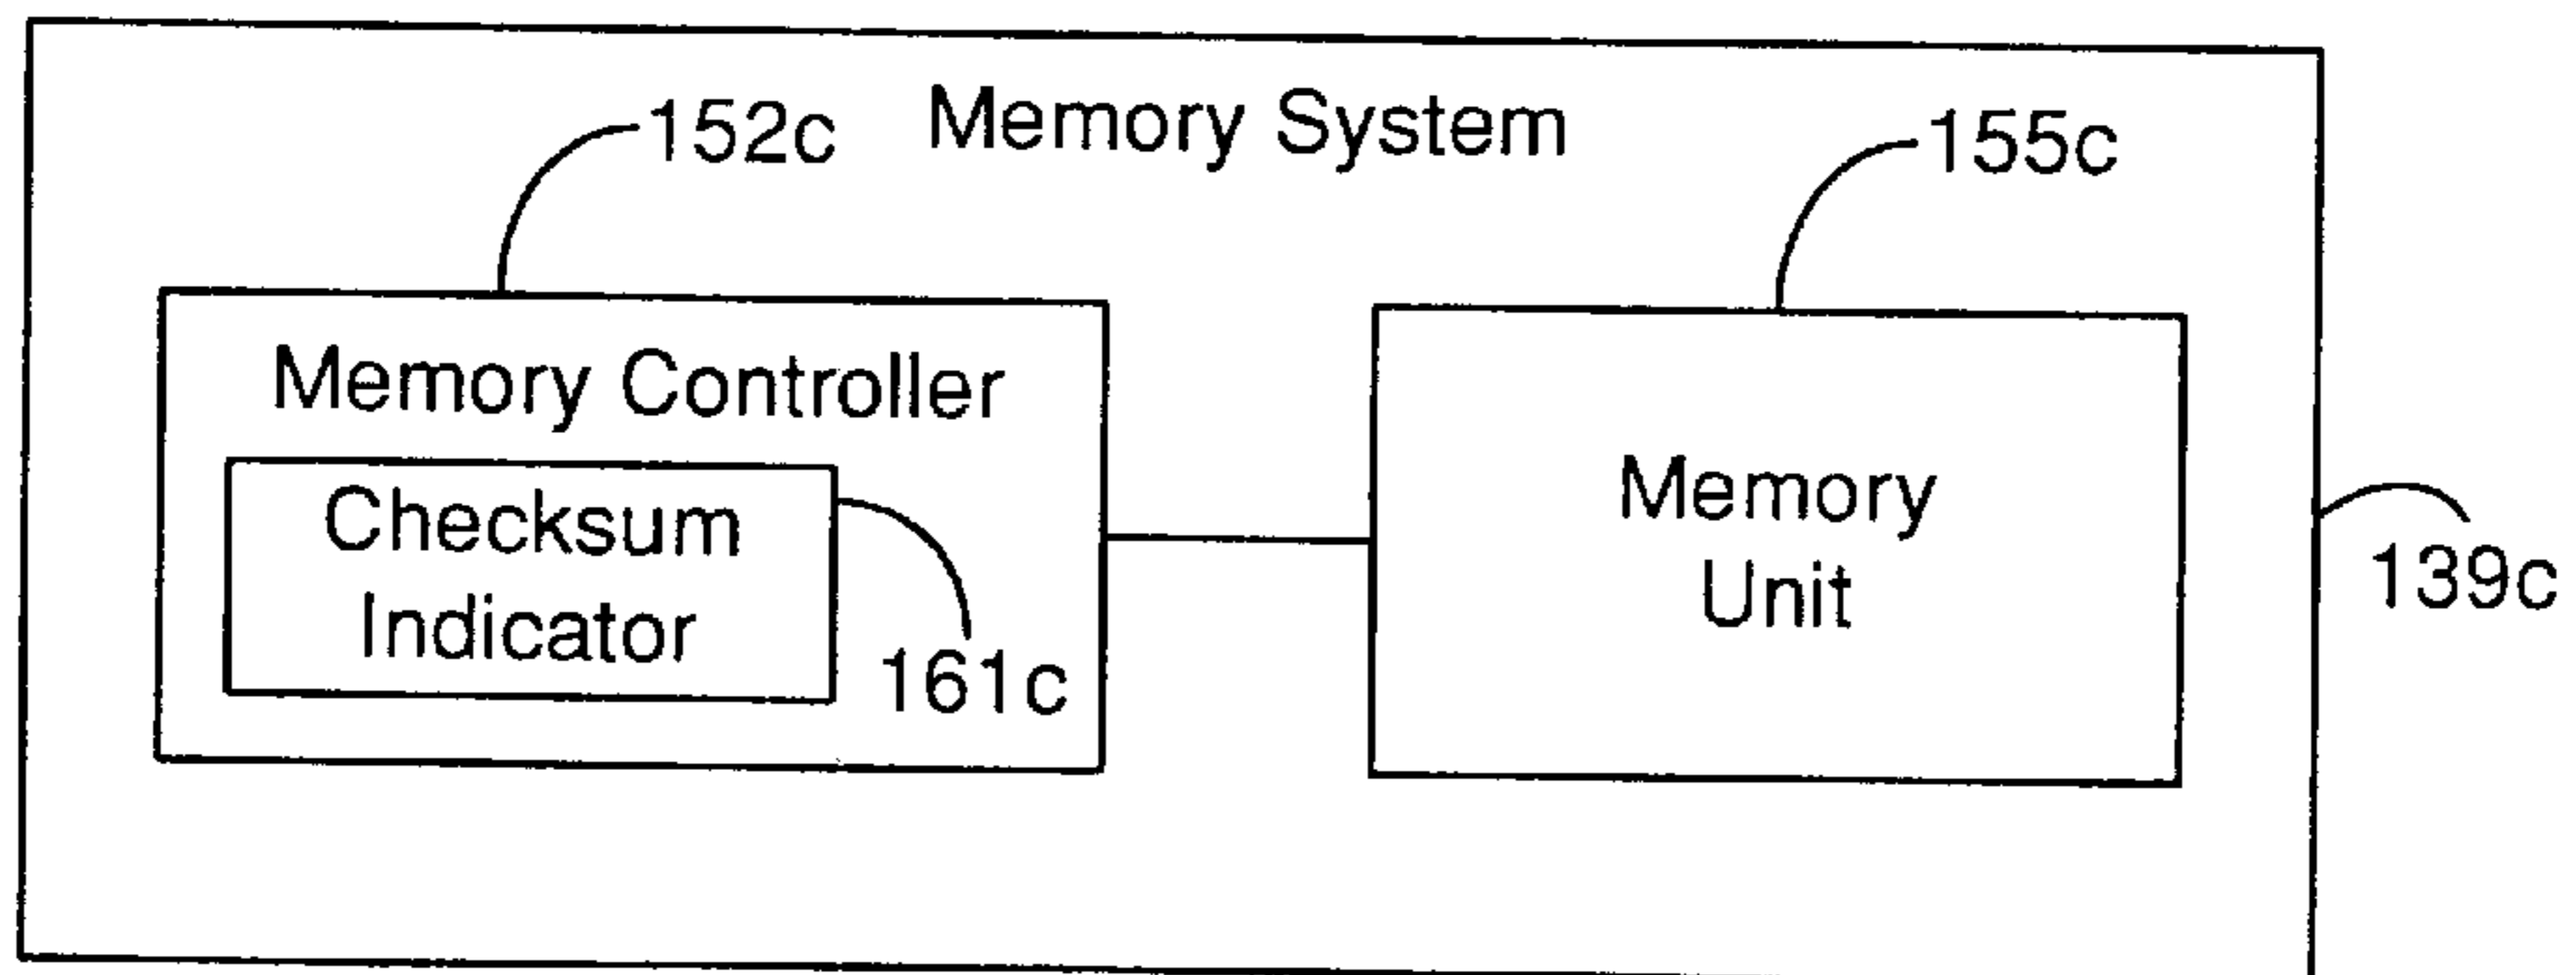 152c
Memory System
155c
Memory Controller
Checksum
Indicator
161c
Memory
Unit
139c